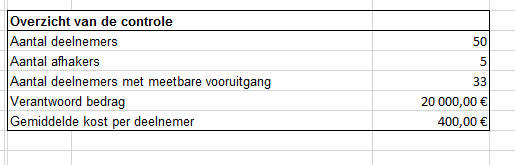 Overzicht van de controle
Aantal deelnemers 50
Aantal afhakers 5
Aantal deelnemers met meetbare vooruitgang 33
Verantwoord bedrag 20 000,00 €
Gemiddelde kost per deelnemer 400,00 €